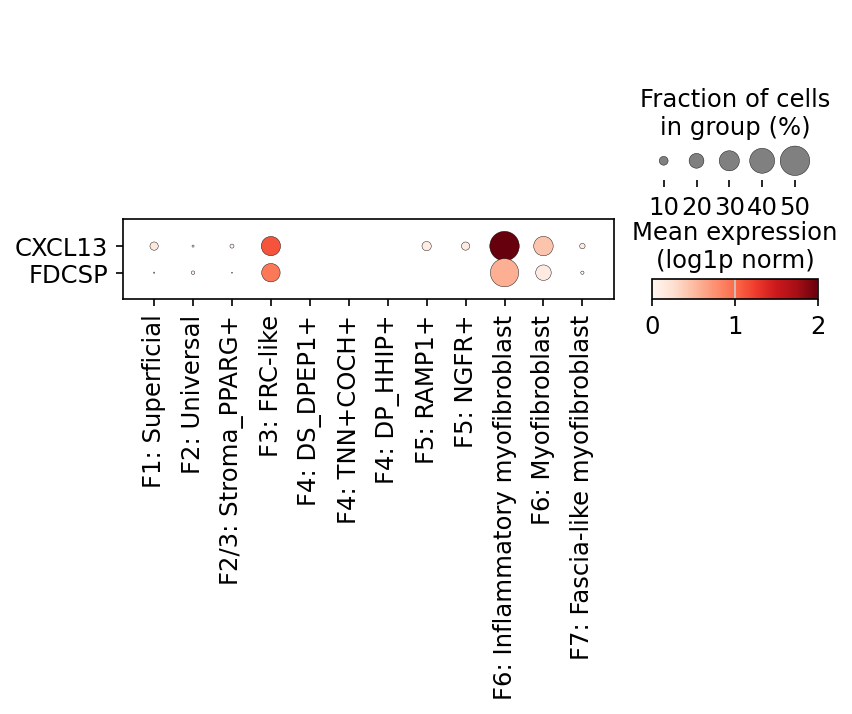 Fraction of cells
in group (%)
10 20 30 40 50
CXCL13
FDCSP
Mean expression
(log1p norm)
0 1 2
F1: Superficial
F2: Universal
F2/3: Stroma_PPARG+
F3: FRC-like
F4: DS_DPEP1+
F4: TNN+COCH+
F4: DP_HHIP+
F5: RAMP1+
F5: NGFR+
F6: Inflammatory myofibroblast
F6: Myofibroblast
F7: Fascia-like myofibroblast